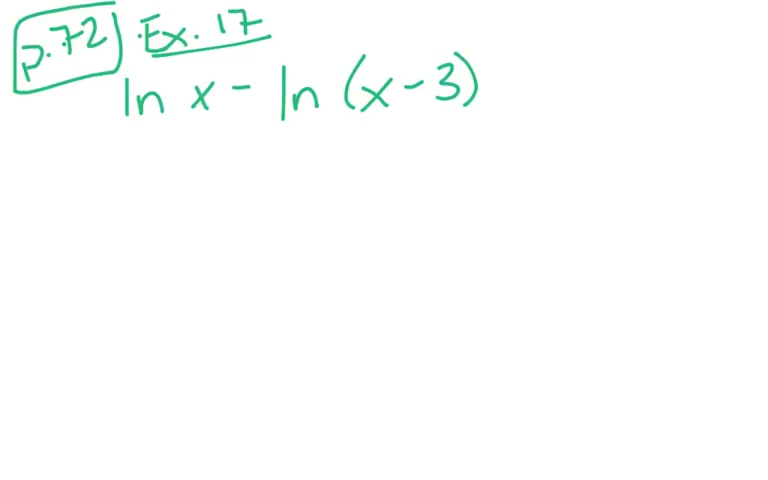 p.72 Ex. 17
ln x - ln (x-3)